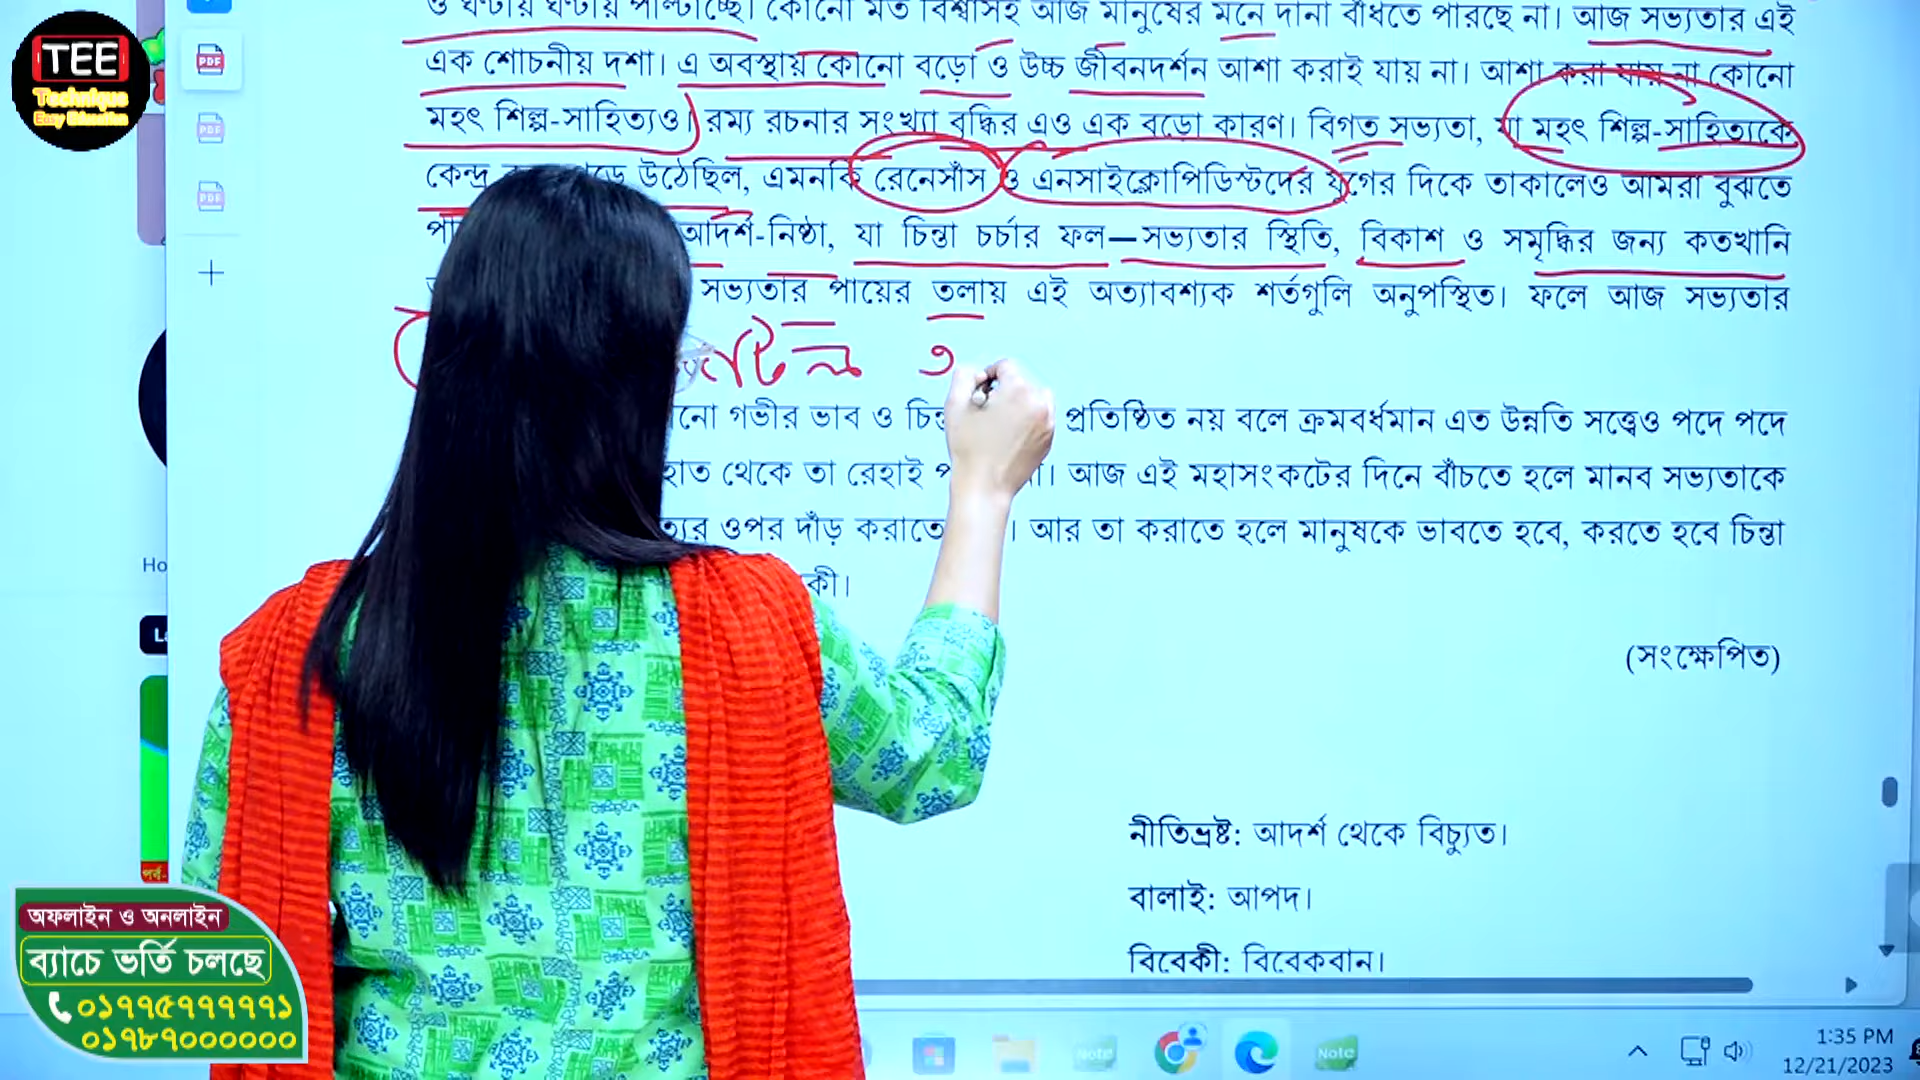 TEE
Technique
Easy Education
ও ঘণ্টায় ঘণ্টায় পাল্টাচ্ছে। কোনো মত বিশ্বাসই আজ মানুষের মনে দানা বাঁধতে পারছে না। আজ সভ্যতার এই
এক শোচনীয় দশা। এ অবস্থায় কোনো বড়ো ও উচ্চ জীবনদর্শন আশা করাই যায় না। আশা করা যায় না কোনো
মহৎ শিল্প-সাহিত্যও। রম্য রচনার সংখ্যা বৃদ্ধির এও এক বড়ো কারণ। বিগত সভ্যতা, যা মহৎ শিল্প-সাহিত্যকে
কেন্দ্র উঠেছিল, এমনকি রেনেসাঁস ও এনসাইক্লোপিডিস্টদের যুগের দিকে তাকালেও আমরা বুঝতে
আদর্শ-নিষ্ঠা, যা চিন্তা চর্চার ফল—সভ্যতার স্থিতি, বিকাশ ও সমৃদ্ধির জন্য কতখানি
সভ্যতার পায়ের তলায় এই অত্যাবশ্যক শর্তগুলি অনুপস্থিত। ফলে আজ সভ্যতার
গভীর ভাব ও প্রতিষ্ঠিত নয় বলে ক্রমবর্ধমান এত উন্নতি সত্ত্বেও পদে পদে
থেকে তা রেহাই আজ এই মহাসংকটের দিনে বাঁচতে হলে মানব সভ্যতাকে
ওপর দাঁড় করাতে আর তা করাতে হলে মানুষকে ভাবতে হবে, করতে হবে চিন্তা
(সংক্ষেপিত)
নীতিভ্রষ্ট: আদর্শ থেকে বিচ্যুত।
বালাই: আপদ।
বিবেকী: বিবেকবান।
অফলাইন ও অনলাইন
ব্যাচে ভর্তি চলছে
০১৭৭৫৭৭৭৭৭১
০১৭৮৭০০০০০০
PDF
PDF
PDF
Note
Note
1:35 PM
12/21/2023